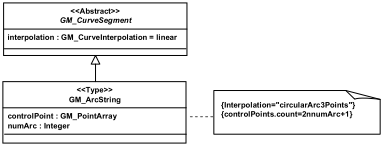 <<Abstract>>
GM_CurveSegment
interpolation : GM_CurveInterpolation = linear
<<Type>>
GM_ArcString
controlPoint : GM_PointArray
numArc : Integer
{Interpolation="circularArc3Points"}
{controlPoints.count=2nnumArc+1}